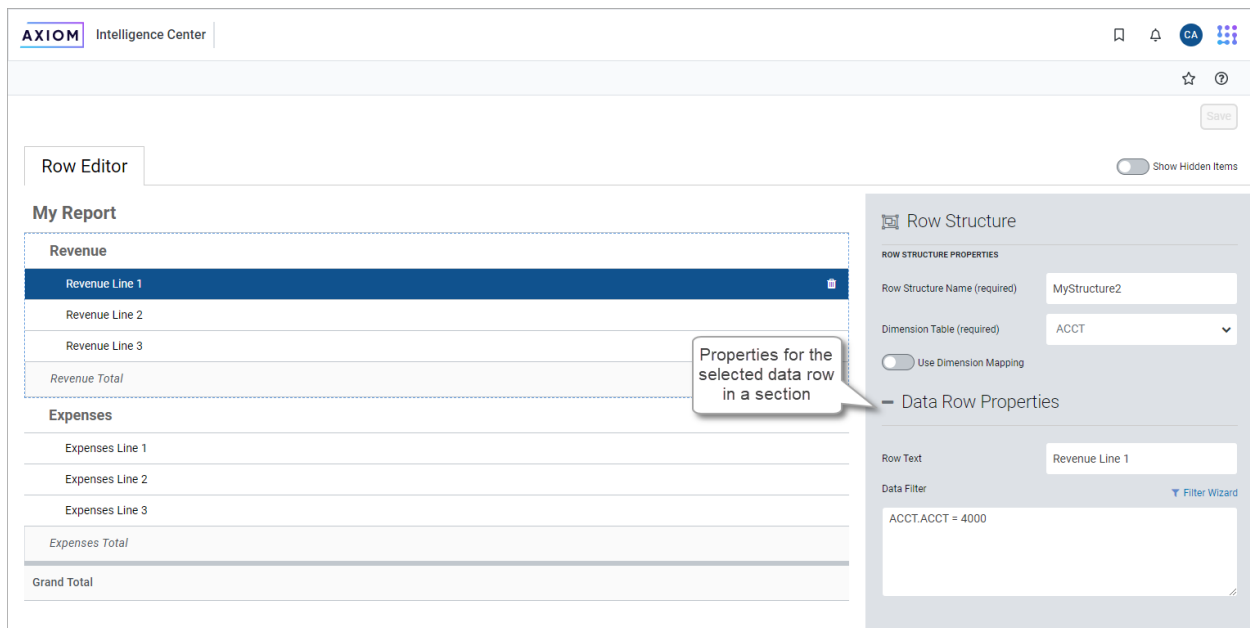 AXIOM Intelligence Center
CA
Save
Row Editor
Show Hidden Items
My Report
Revenue
Revenue Line 1
Revenue Line 2
Revenue Line 3
Revenue Total
Expenses
Expenses Line 1
Expenses Line 2
Expenses Line 3
Expenses Total
Grand Total
Properties for the
selected data row
in a section
Row Structure
ROW STRUCTURE PROPERTIES
Row Structure Name (required) MyStructure2
Dimension Table (required) ACCT
Use Dimension Mapping
Data Row Properties
Row Text Revenue Line 1
Data Filter Filter Wizard
ACCT.ACCT = 4000